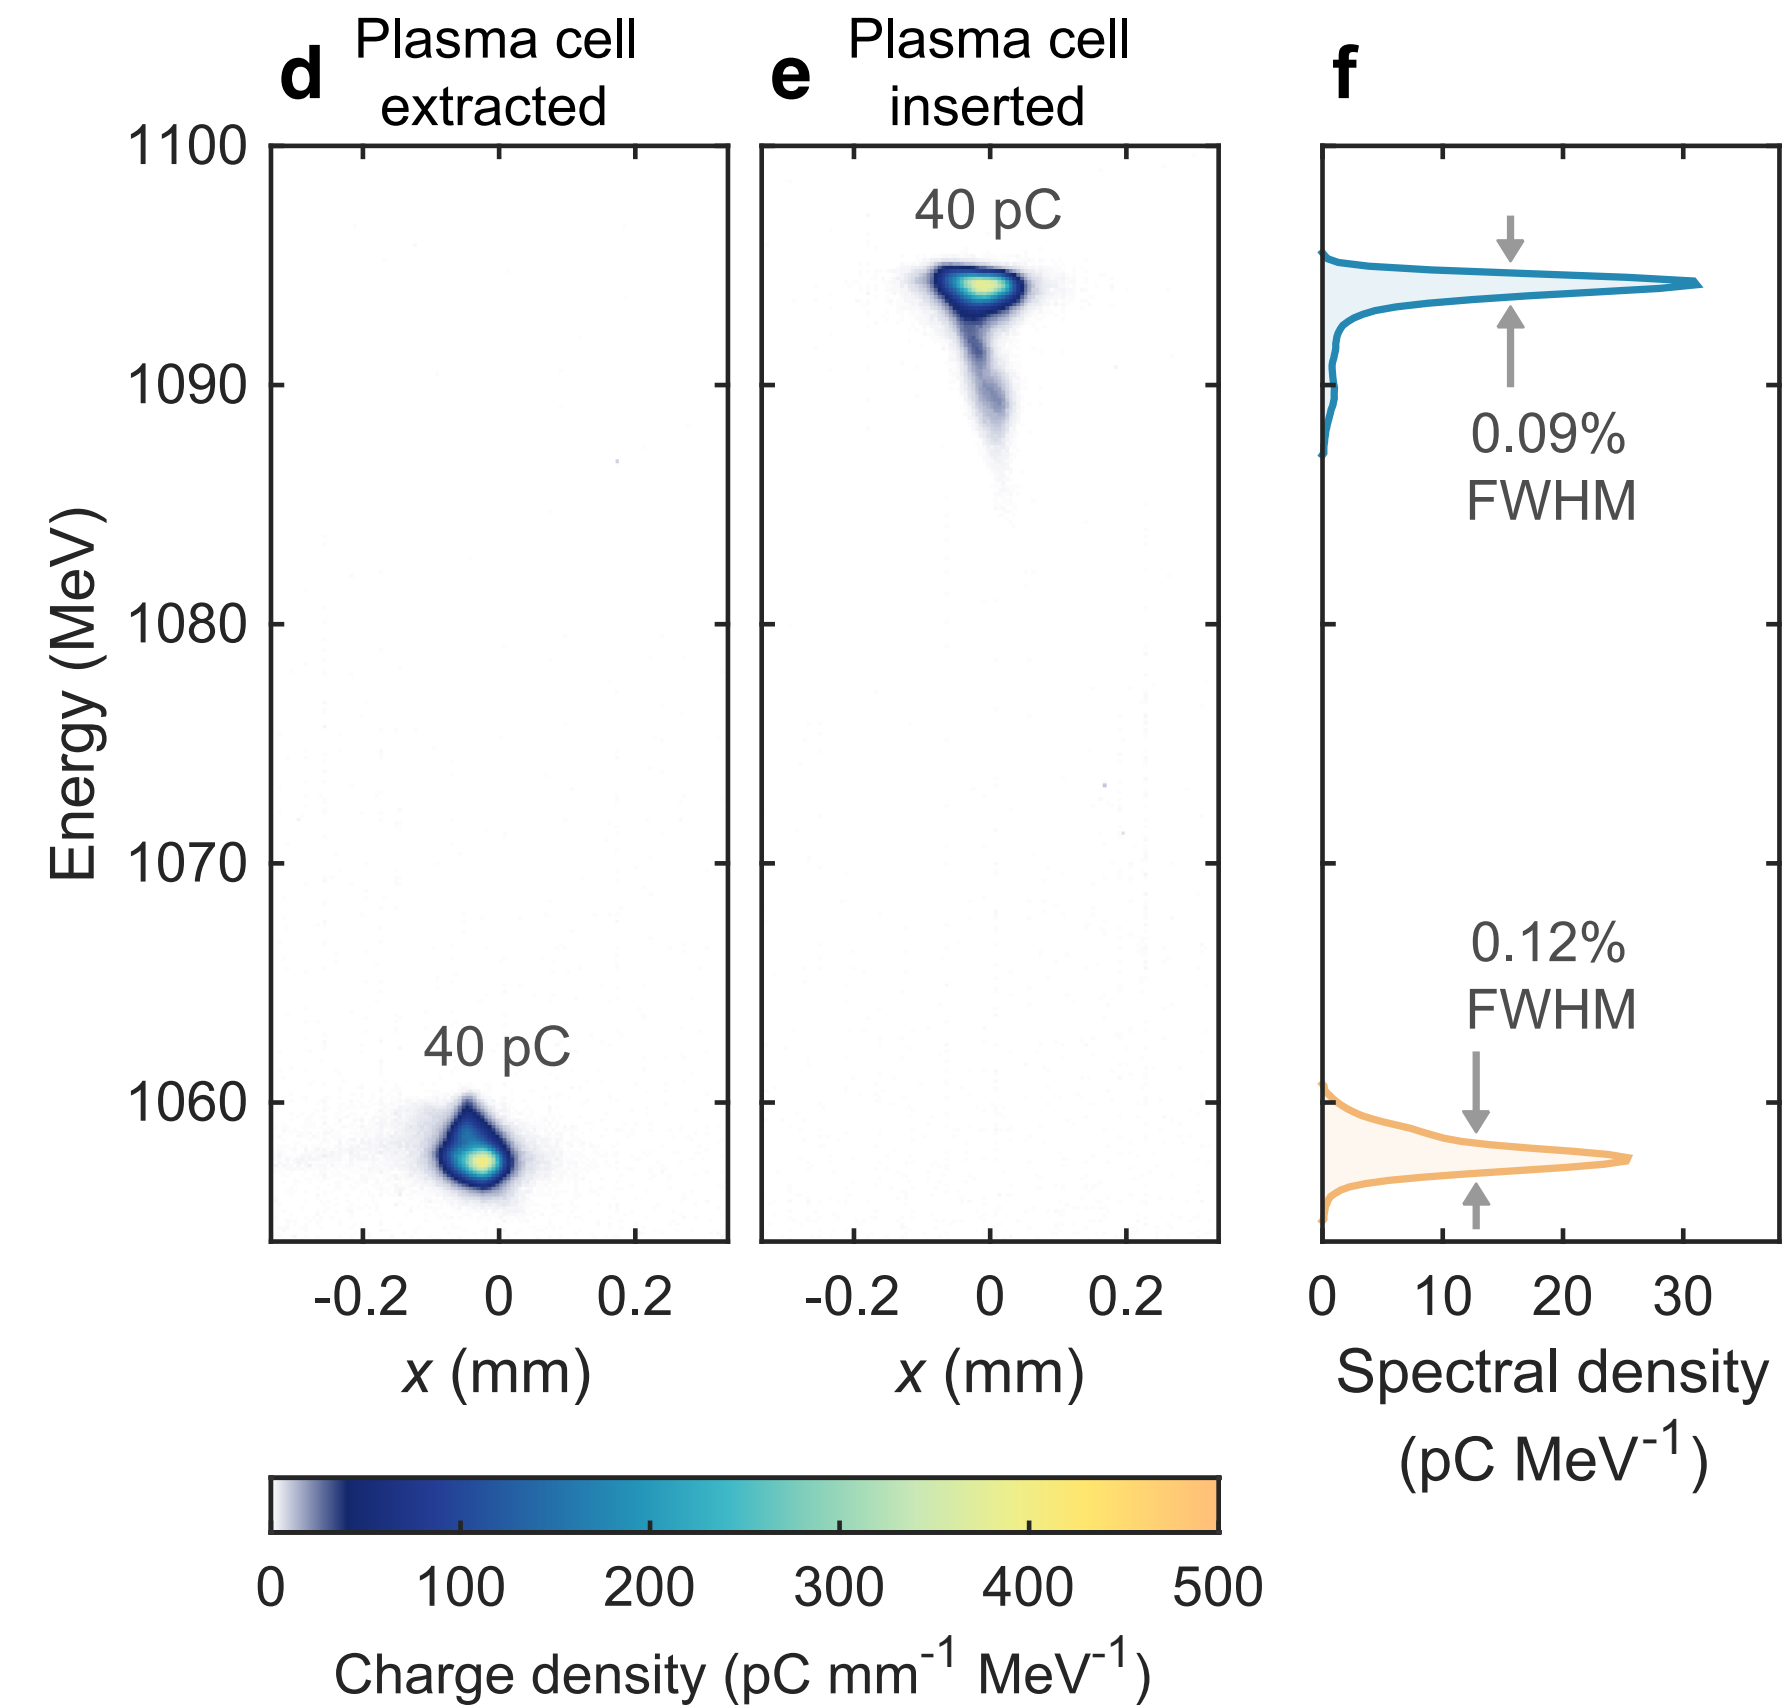 d
Plasma cell
extracted
e
Plasma cell
inserted
f
Energy (MeV)
1100
1090
1080
1070
1060
40 pC
40 pC
0.09%
FWHM
0.12%
FWHM
-0.2 0 0.2
-0.2 0 0.2
0 10 20 30
x (mm)
x (mm)
Spectral density
(pC MeV⁻¹)
0 100 200 300 400 500
Charge density (pC mm⁻¹ MeV⁻¹)